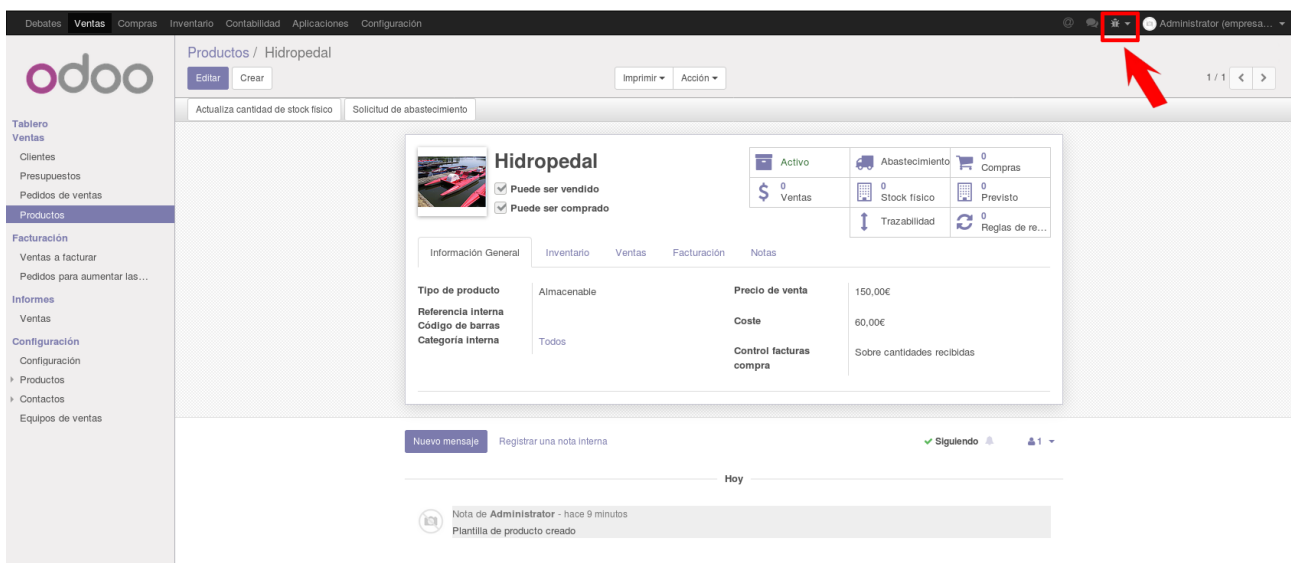 Debates Ventas Compras Inventario Contabilidad Aplicaciones Configuración @ Administrator (empresa...
odoo
Productos / Hidropedal
Editar Crear Imprimir Acción 1 / 1
Actualiza cantidad de stock físico Solicitud de abastecimiento
Tablero
Ventas
Clientes
Presupuestos
Pedidos de ventas
Productos
Facturación
Ventas a facturar
Pedidos para aumentar las...
Informes
Ventas
Configuración
Configuración
Productos
Contactos
Equipos de ventas
Hidropedal
Puede ser vendido
Puede ser comprado
Activo
Abastecimiento
0
Compras
0
Ventas
0
Stock físico
0
Previsto
Trazabilidad
0
Reglas de re...
Información General Inventario Ventas Facturación Notas
Tipo de producto Almacenable
Referencia interna
Código de barras
Categoría interna Todos
Precio de venta 150,00€
Coste 60,00€
Control facturas
compra
Sobre cantidades recibidas
Nuevo mensaje Registrar una nota interna Siguiendo 1
Hoy
Nota de Administrator - hace 9 minutos
Plantilla de producto creado